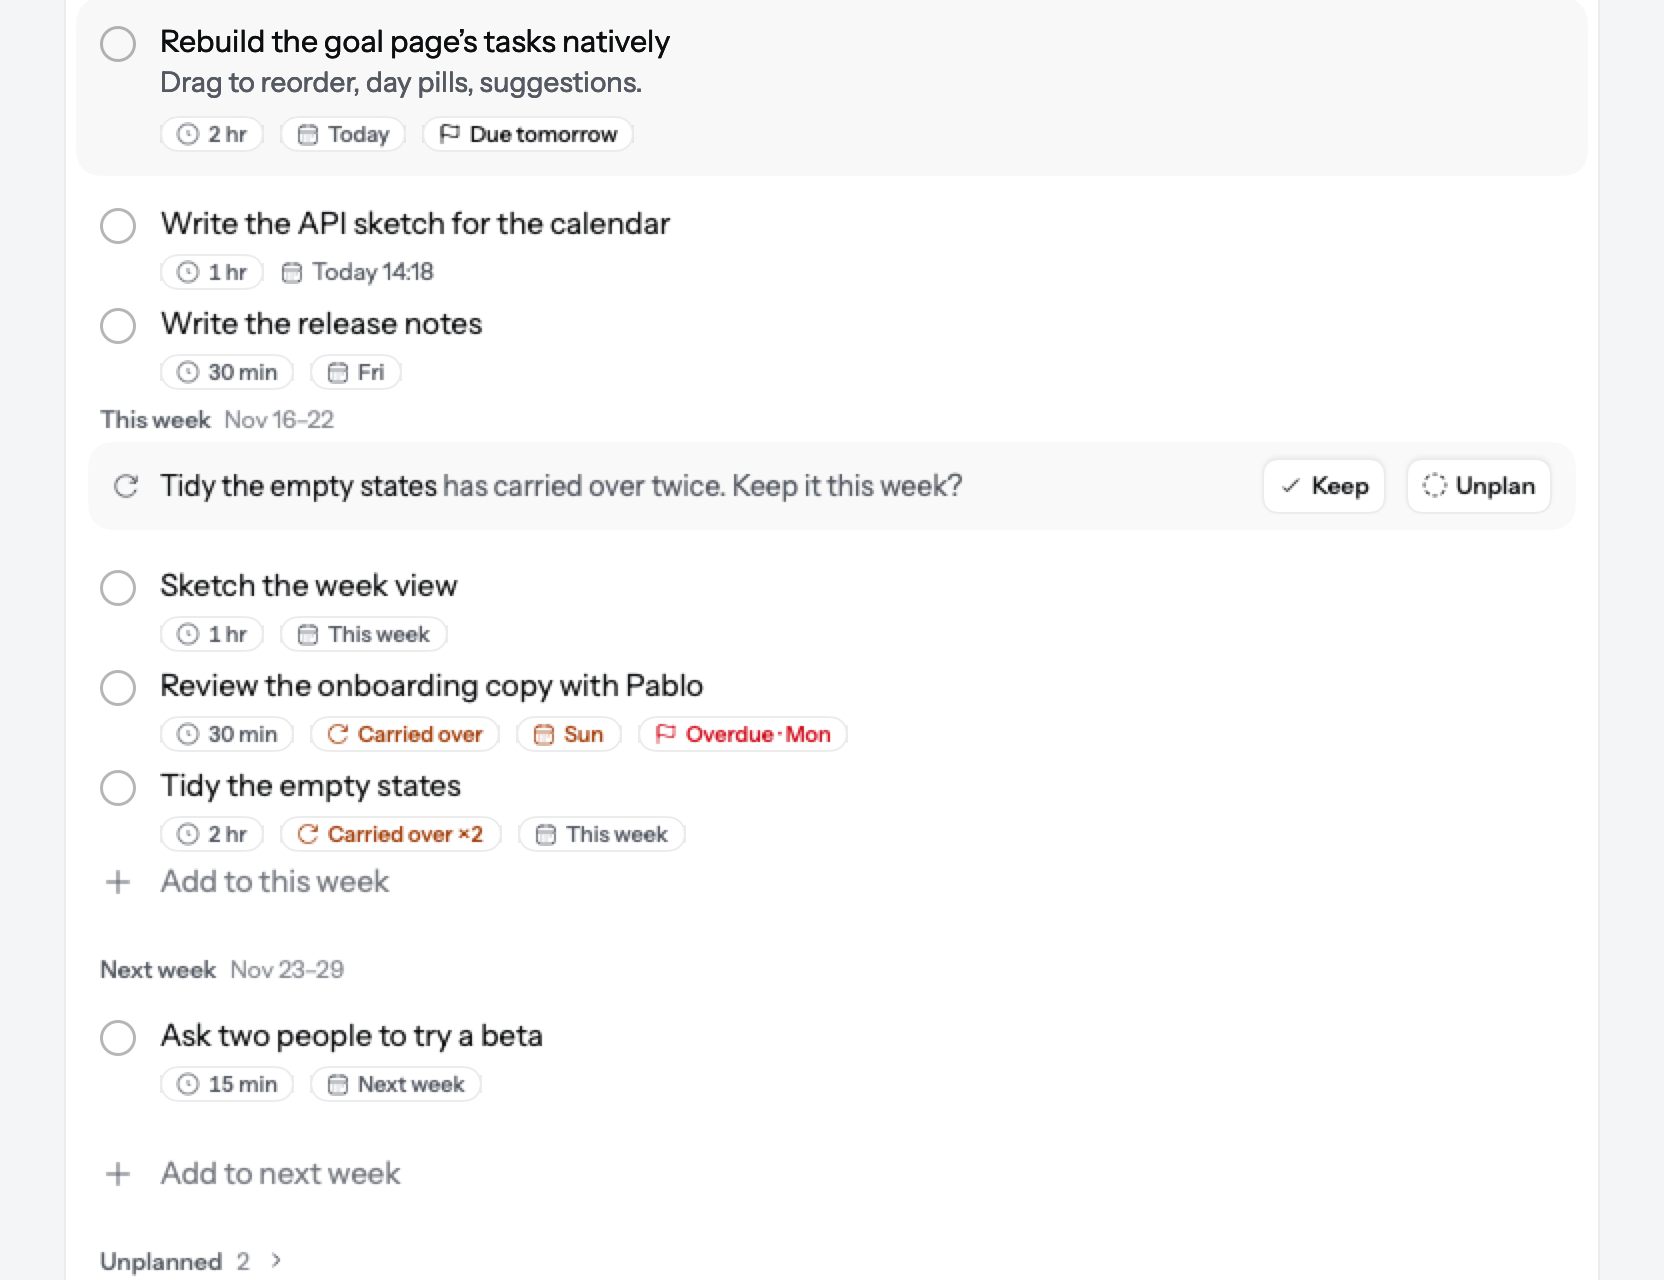 Rebuild the goal page’s tasks natively
Drag to reorder, day pills, suggestions.
2 hr Today Due tomorrow
Write the API sketch for the calendar
1 hr Today 14:18
Write the release notes
30 min Fri
This week Nov 16–22
Tidy the empty states has carried over twice. Keep it this week? Keep Unplan
Sketch the week view
1 hr This week
Review the onboarding copy with Pablo
30 min Carried over Sun Overdue · Mon
Tidy the empty states
2 hr Carried over ×2 This week
Add to this week
Next week Nov 23–29
Ask two people to try a beta
15 min Next week
Add to next week
Unplanned 2